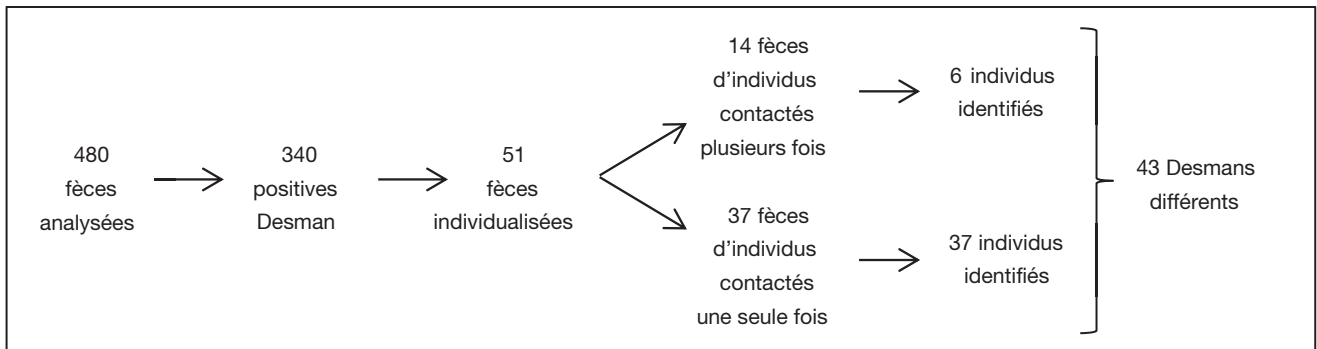 480
fèces
analysées
340
positives
Desman
51
fèces
individualisées
14 fèces
d'individus
contactés
plusieurs fois
6 individus
identifiés
37 fèces
d'individus
contactés
une seule fois
37 individus
identifiés
43 Desmans
différents